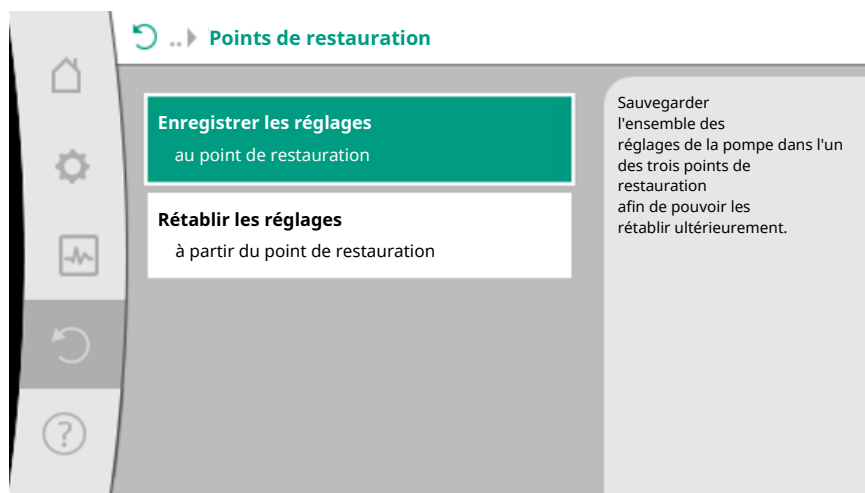 ..▶ Points de restauration
Enregistrer les réglages
au point de restauration
Rétablir les réglages
à partir du point de restauration
Sauvegarder
l'ensemble des
réglages de la pompe dans l'un
des trois points de
restauration
afin de pouvoir les
rétablir ultérieurement.
?